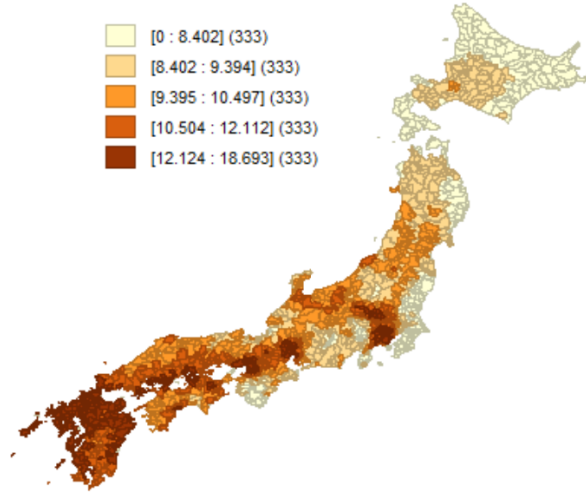 [0 : 8.402] (333)
[8.402 : 9.394] (333)
[9.395 : 10.497] (333)
[10.504 : 12.112] (333)
[12.124 : 18.693] (333)